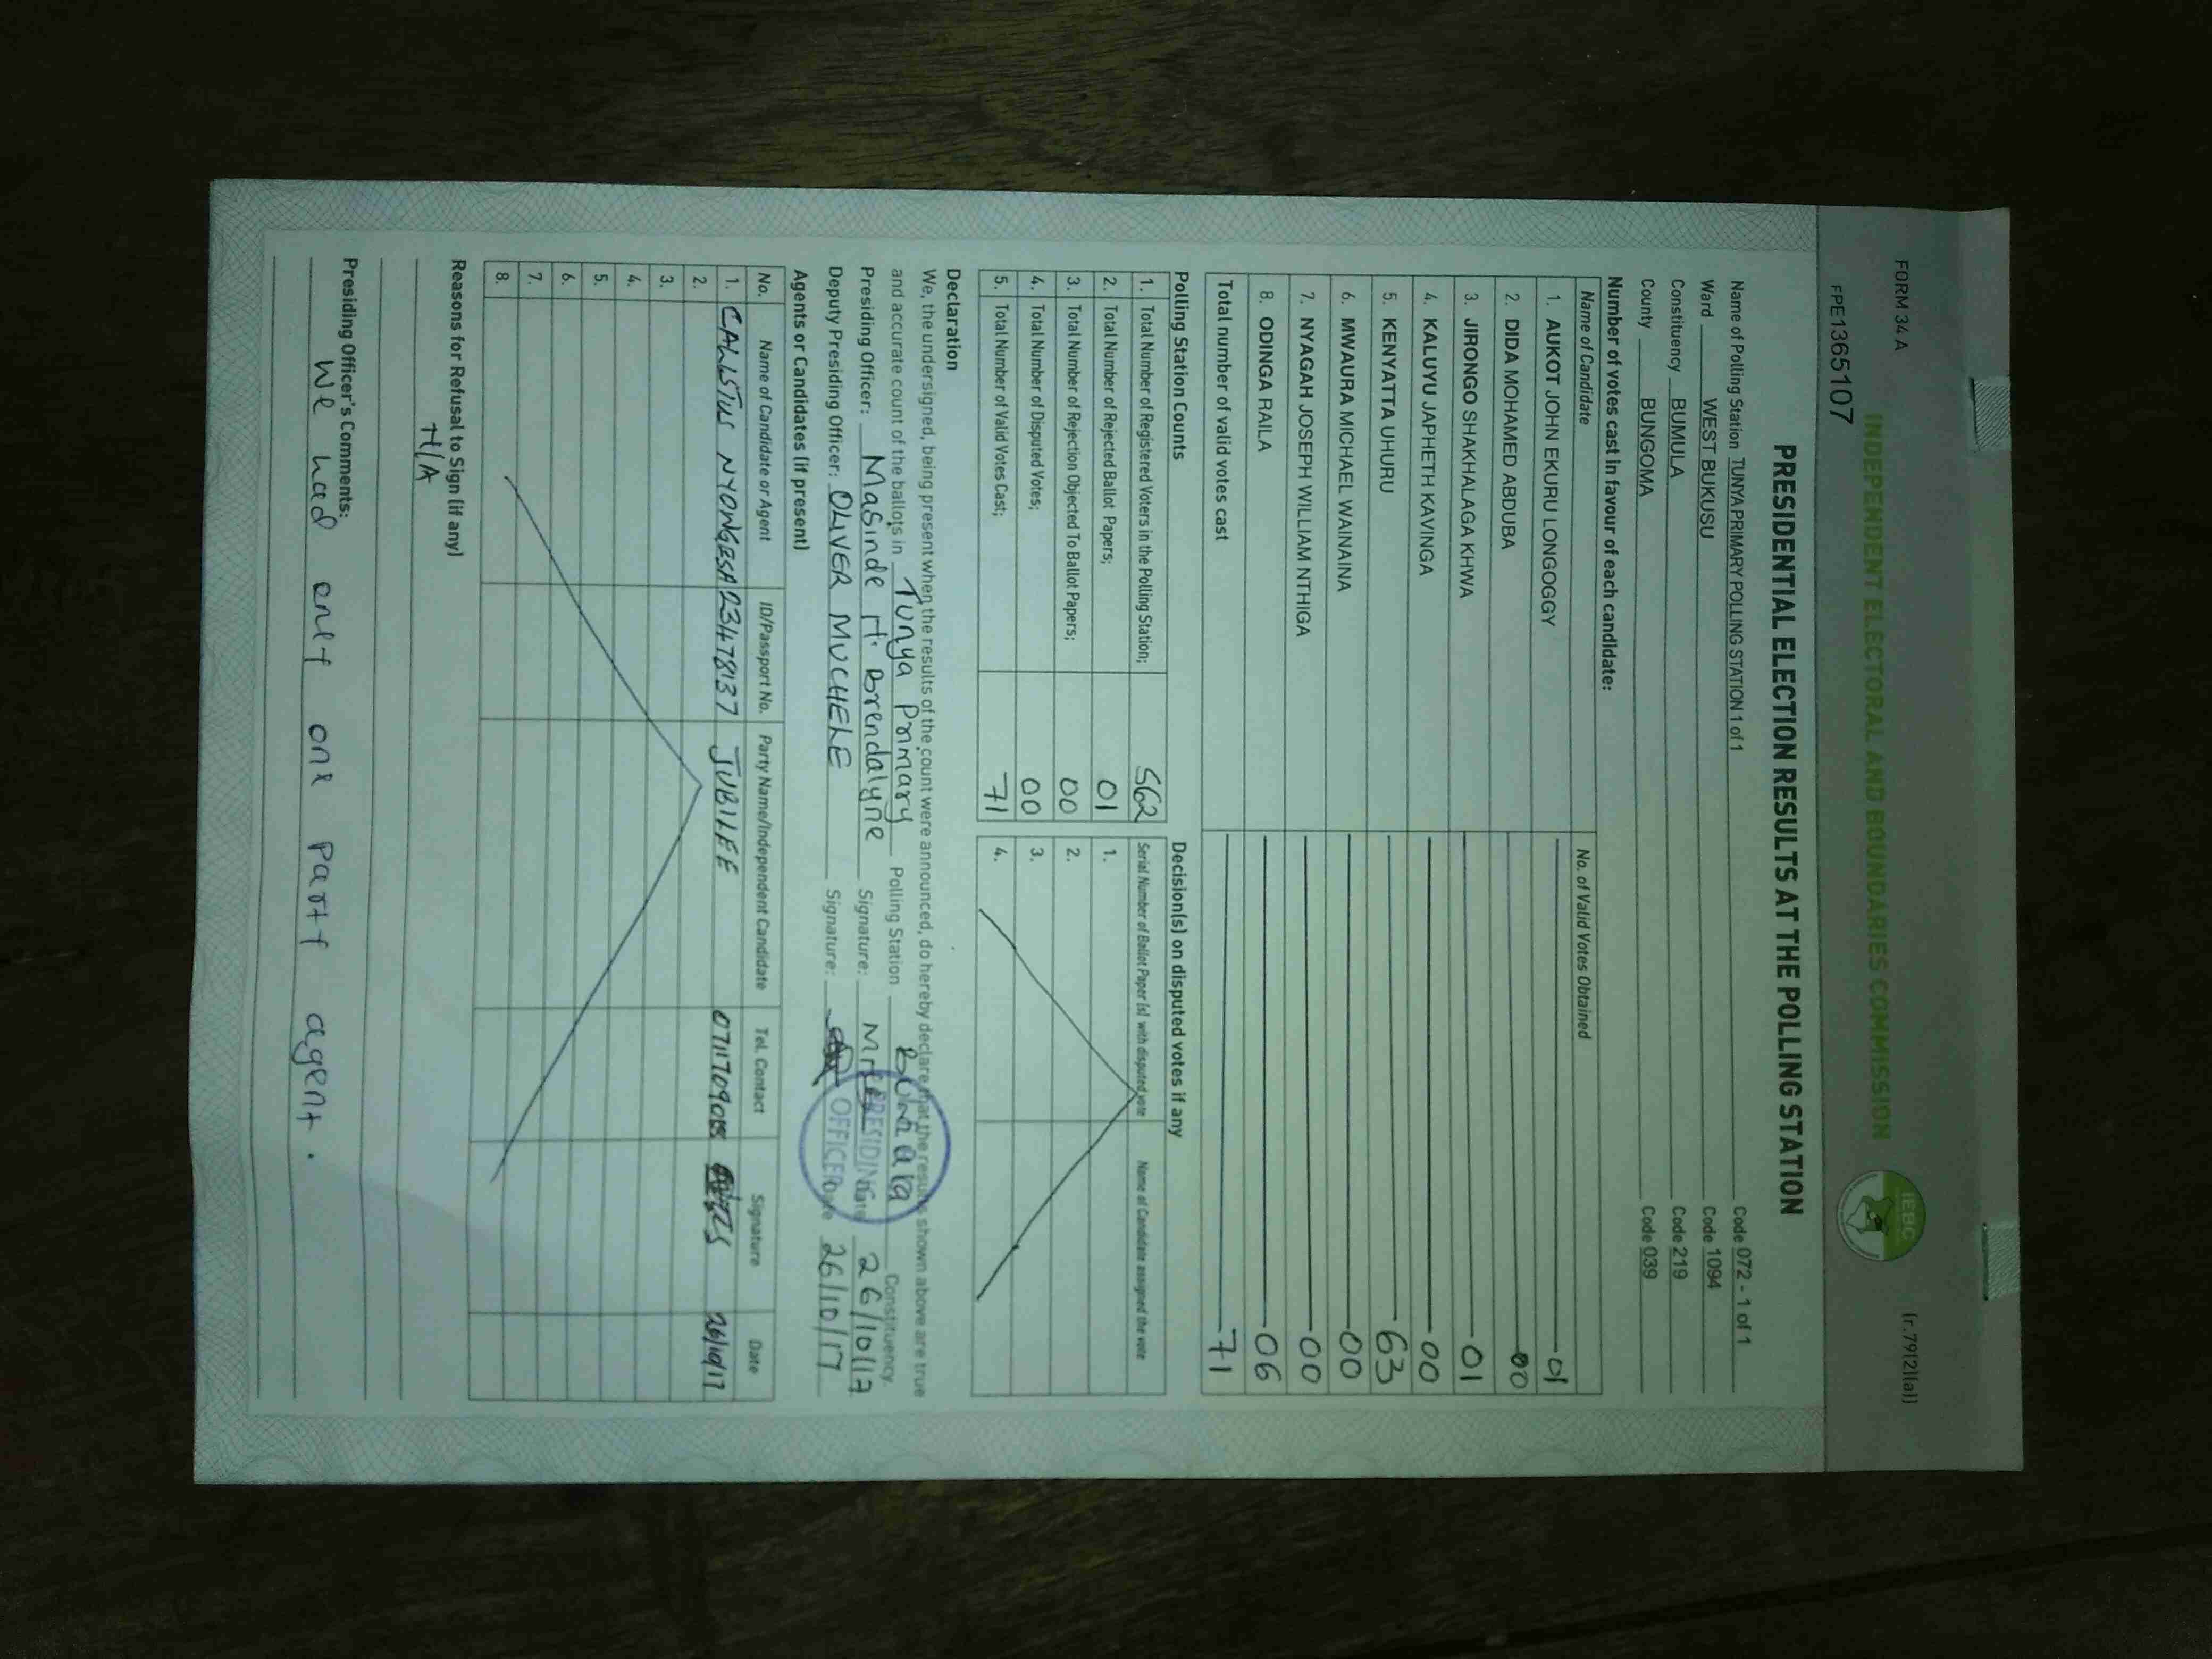 FORM 34 A
(r.79(2)(a))
FPE1365107
INDEPENDENT ELECTORAL AND BOUNDARIES COMMISSION
IEBC
PRESIDENTIAL ELECTION RESULTS AT THE POLLING STATION
Name of Polling Station TUNYA PRIMARY POLLING STATION 1 of 1 Code 072 - 1 of 1
Ward WEST BUKUSU Code 1094
Constituency BUMULA Code 219
County BUNGOMA Code 039
Number of votes cast in favour of each candidate:
Name of Candidate No. of Valid Votes Obtained
1. AUKOT JOHN EKURU LONGOGGY 01
2. DIDA MOHAMED ABDUBA 00
3. JIRONGO SHAKHALAGA KHWA 01
4. KALUYU JAPHETH KAVINGA 00
5. KENYATTA UHURU 63
6. MWAURA MICHAEL WAINAINA 00
7. NYAGAH JOSEPH WILLIAM NTHIGA 00
8. ODINGA RAILA 06
Total number of valid votes cast 71
Polling Station Counts
1. Total Number of Registered Voters in the Polling Station; 562
2. Total Number of Rejected Ballot Papers; 01
3. Total Number of Rejection Objected To Ballot Papers; 00
4. Total Number of Disputed Votes; 00
5. Total Number of Valid Votes Cast; 71
Decision(s) on disputed votes if any
Serial Number of Ballot Paper (s) with disputed vote Name of Candidate assigned the vote
1.
2.
3.
4.
Declaration
We, the undersigned, being present when the results of the count were announced, do hereby declare that the results shown above are true
and accurate count of the ballots in Tunya Primary Polling Station Bumula Constituency.
Presiding Officer: Masinde Brendalyne Signature: Date 26/10/17
Deputy Presiding Officer: OLIVER MUCHELE Signature: Date 26/10/17
PRESIDING
OFFICER
Agents or Candidates (if present)
No. Name of Candidate or Agent ID/Passport No. Party Name/Independent Candidate Tel. Contact Signature Date
1. CALISTUS NYONGESA 23478137 JUBILEE 26/10/17
2.
3.
4.
5.
6.
7.
8.
Reasons for Refusal to Sign (if any)
N/A
Presiding Officer's Comments:
We had only one party agent.